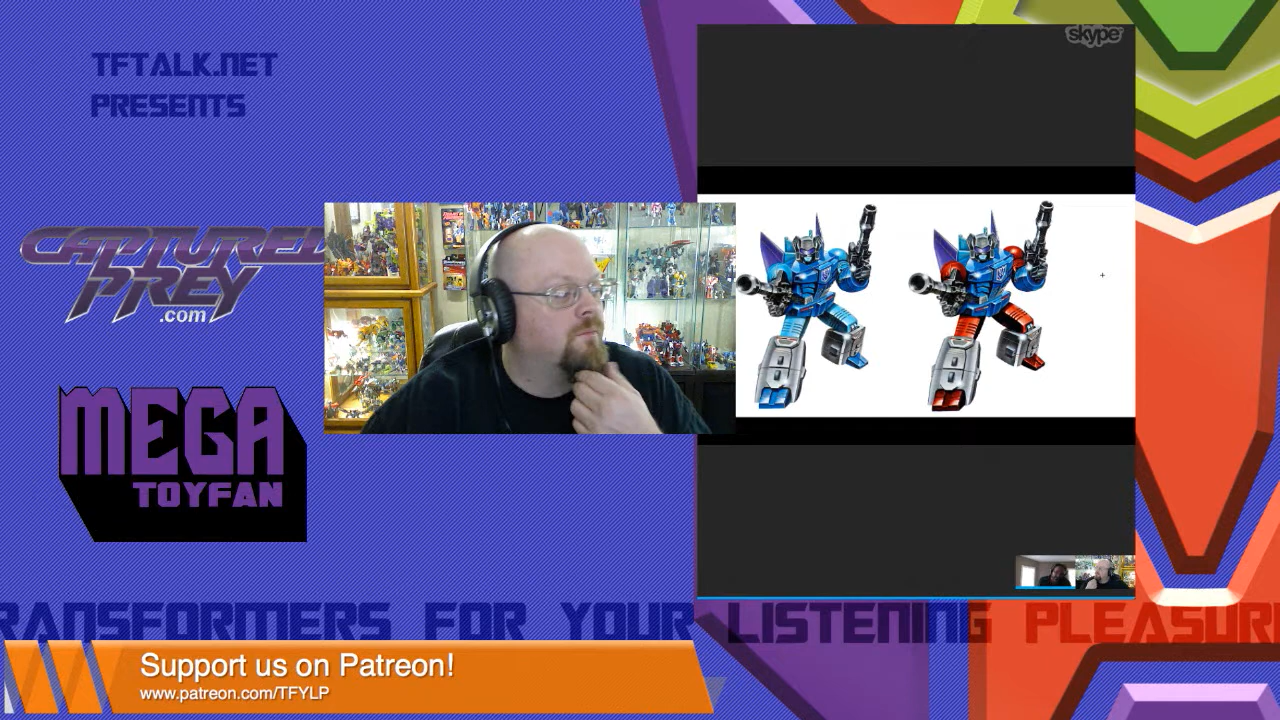 TFTALK.NET
PRESENTS
skype
CAPTURED
PREY
.com
MEGA
TOYFAN
RANSFORMERS FOR YOUR LISTENING PLEASUR
Support us on Patreon!
www.patreon.com/TFYLP